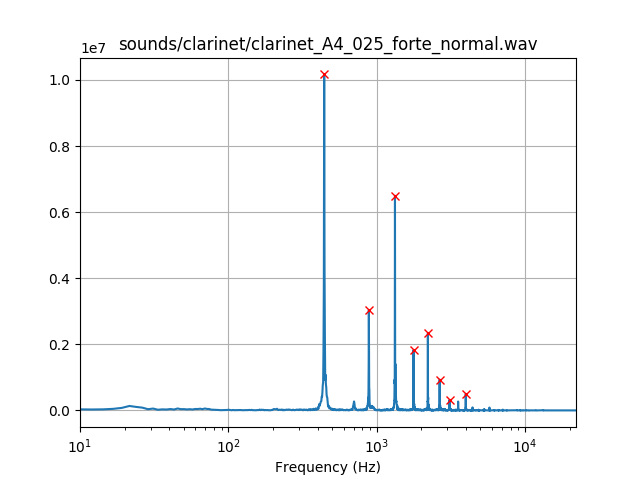 sounds/clarinet/clarinet_A4_025_forte_normal.wav
1e7
1.0
0.8
0.6
0.4
0.2
0.0
10¹ 10² 10³ 10⁴
Frequency (Hz)